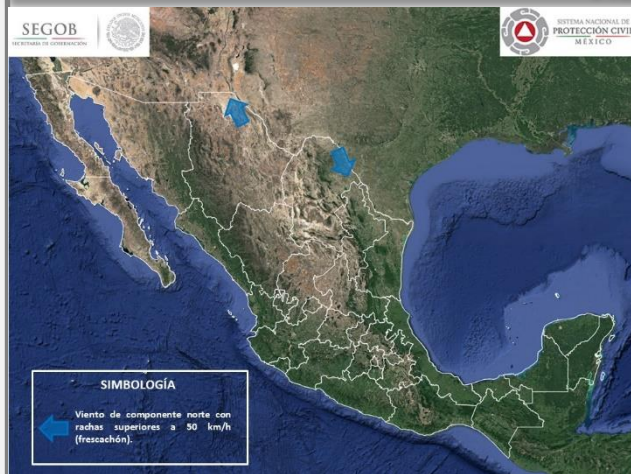 SEGOB
SECRETARÍA DE GOBERNACIÓN
SISTEMA NACIONAL DE
PROTECCIÓN CIVIL
MÉXICO
SIMBOLOGÍA
Viento de componente norte con
rachas superiores a 50 km/h
(frescachón).